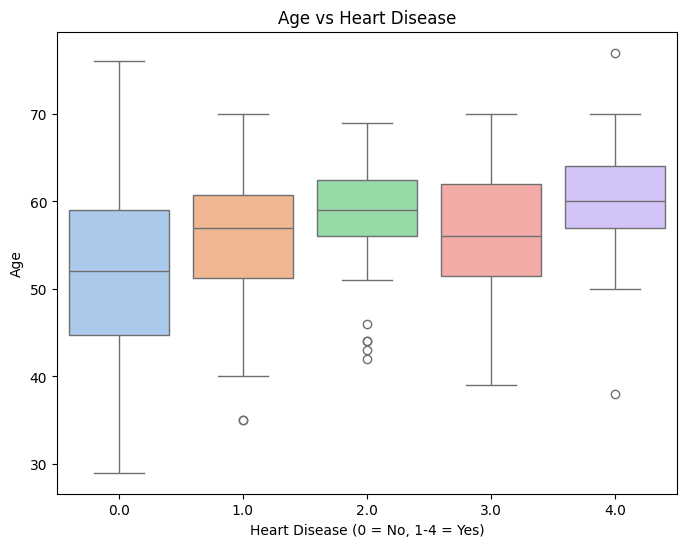 Age vs Heart Disease
Age
70
60
50
40
30
0.0 1.0 2.0 3.0 4.0
Heart Disease (0 = No, 1-4 = Yes)